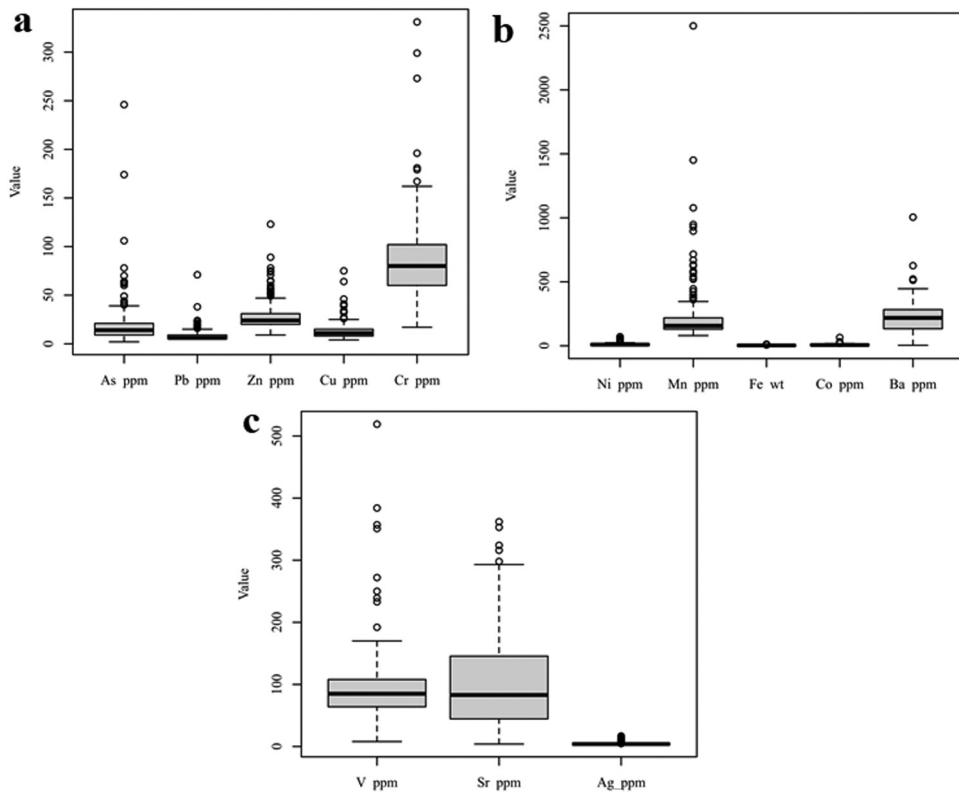 a
Value
300
250
200
150
100
50
0
As ppm Pb ppm Zn ppm Cu ppm Cr ppm
b
Value
2500
2000
1500
1000
500
0
Ni ppm Mn ppm Fe wt Co ppm Ba ppm
c
Value
500
400
300
200
100
0
V ppm Sr ppm Ag_ppm